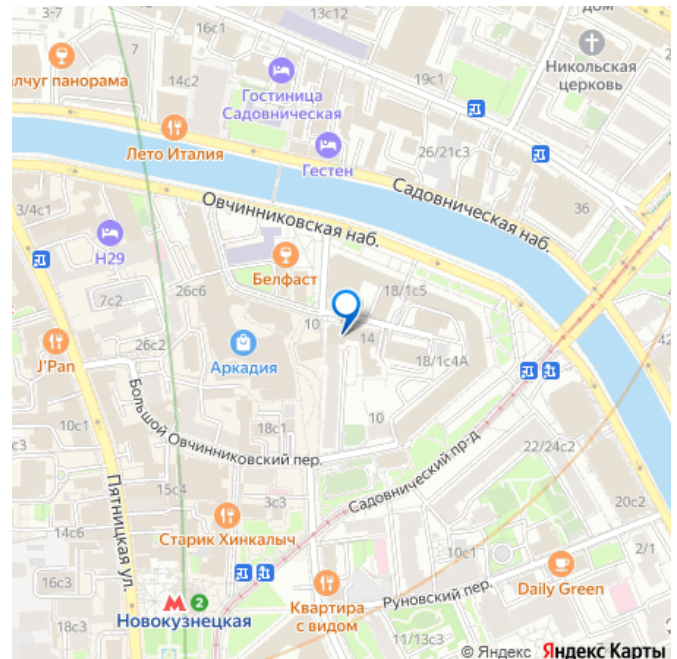 3-7
13с12
дом
16с1
алчуг панорама
14с2
19с1
Никольская
церковь
Гостиница
Садовническая
Лето Италия
26/21с3
Гестен
Садовническая наб.
36
Овчинниковская наб.
3/4с1
Н29
Белфаст
7с2
26с6
18/1с5
10
14
26с2
J'Pan
Аркадия
18/1с4А
42
Большой Овчинниковский пер.
10
10с1
18с1
с3
Садовнический пр-д
22/24с2
Пятницкая ул.
15с4
3с3
20с2
14с6
Старик Хинкалыч
10с1
2/1
16с3
2
Новокузнецкая
Квартира
с видом
Руновский пер.
Daily Green
18с3
11/13с3
© Яндекс Яндекс Карты